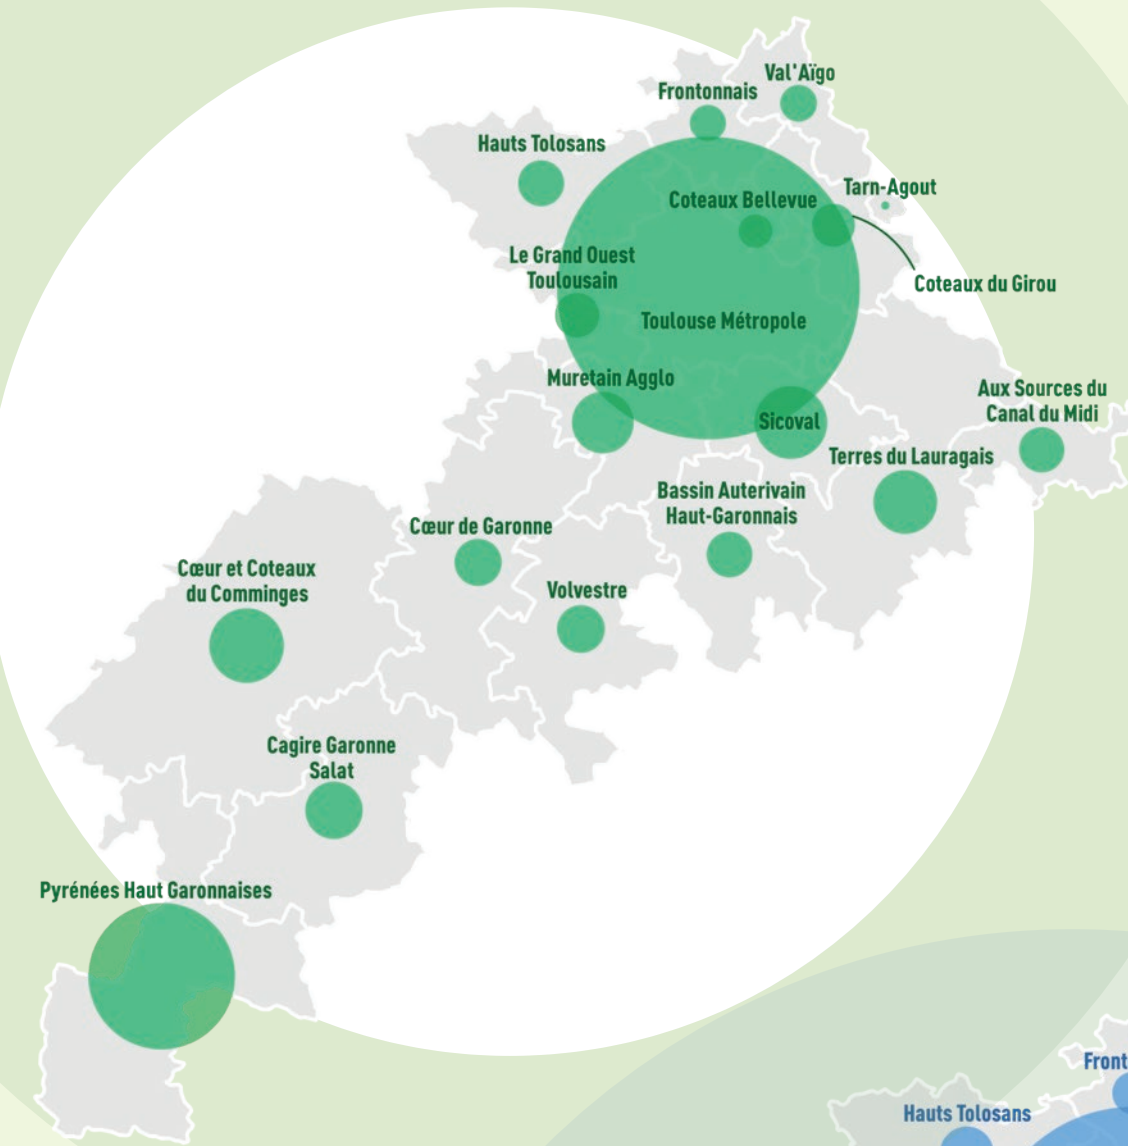 Val'Aïgo
Frontonnais
Hauts Tolosans
Tarn-Agout
Coteaux Bellevue
Le Grand Ouest
Toulousain
Coteaux du Girou
Toulouse Métropole
Muretain Agglo
Aux Sources du
Canal du Midi
Sicoval
Terres du Lauragais
Bassin Auterivain
Haut-Garonnais
Cœur de Garonne
Cœur et Coteaux
du Comminges
Volvestre
Cagire Garonne
Salat
Pyrénées Haut Garonnaises
Front
Hauts Tolosans